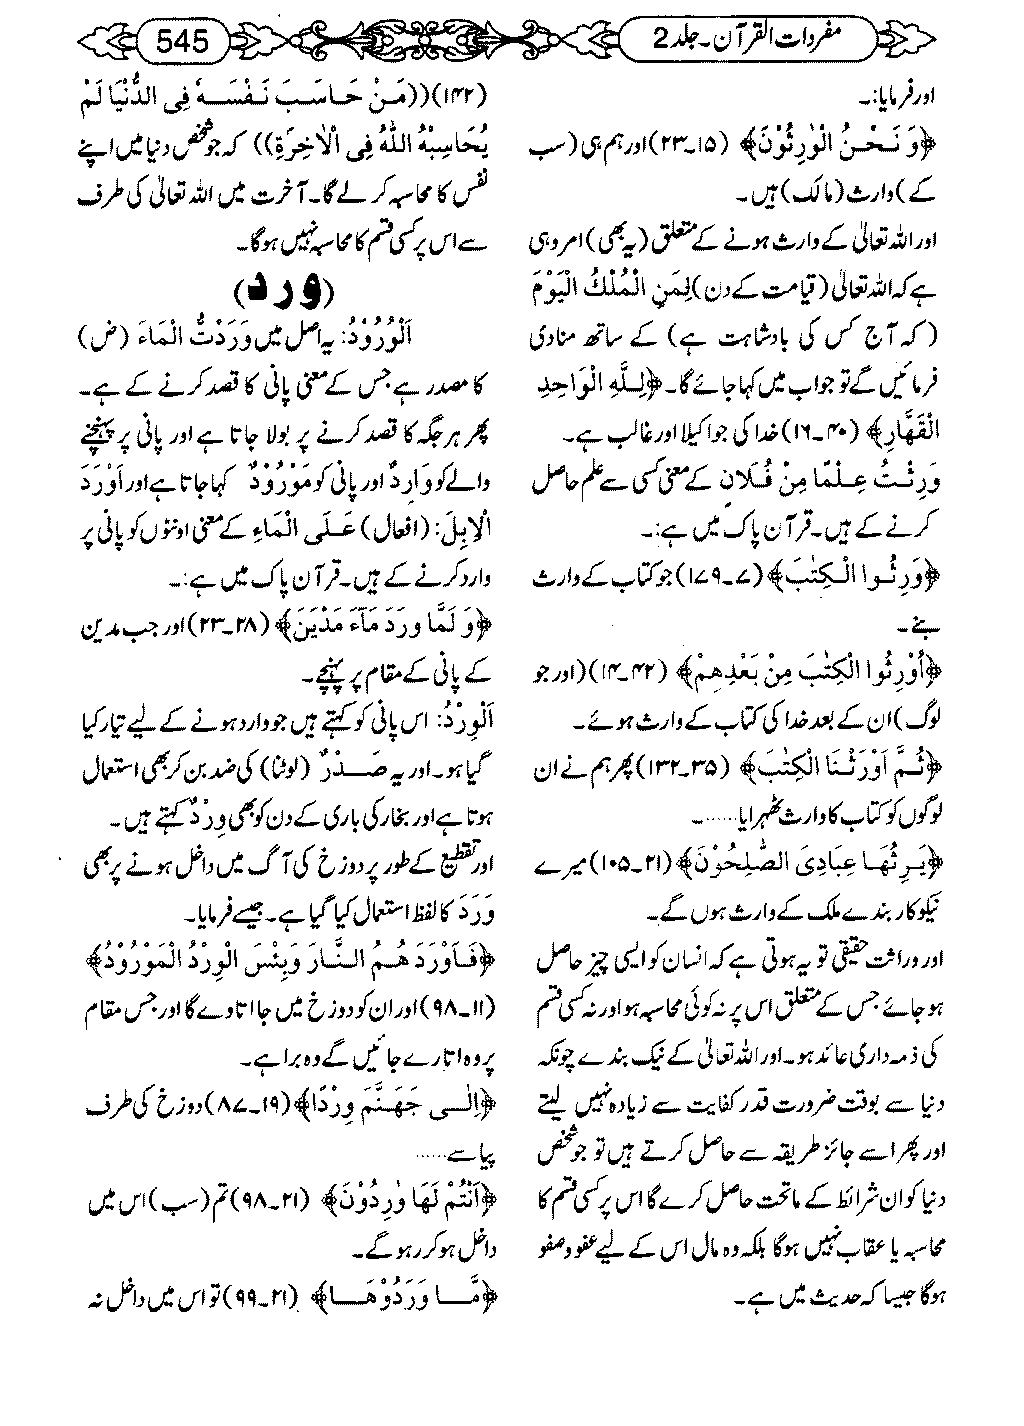 مفردات القرآن۔ جلد 2
545
اور فرمایا:۔
﴿وَنَحْنُ الْوٰرِثُوْنَ﴾ (۱۵۔۲۳) اور ہم ہی (سب
کے) وارث (مالک) ہیں۔
اور اللہ تعالیٰ کے وارث ہونے کے متعلق (یہ بھی) امر وہی
ہے کہ اللہ تعالیٰ (قیامت کے دن) لِمَنِ الْمُلْكُ الْيَوْمَ
(کہ آج کس کی بادشاہت ہے) کے ساتھ منادی
فرمائیں گے تو جواب میں کہا جائے گا۔ ﴿لِلّٰهِ الْوَاحِدِ
الْقَهَّارِ﴾ (۴۰۔۱۶) خدا کی جو اکیلا اور غالب ہے۔
وَرِثْتُ عِلْمًا مِنْ فُلَانٍ کے معنی کسی سے علم حاصل
کرنے کے ہیں۔ قرآن پاک میں ہے:۔
﴿وَرِثُوا الْكِتٰبَ﴾ (۷۔۱۶۹) جو کتاب کے وارث
بنے۔
﴿اُوْرِثُوا الْكِتٰبَ مِنْ بَعْدِهِمْ﴾ (۴۲۔۱۴) (اور جو
لوگ) ان کے بعد خدا کی کتاب کے وارث ہوئے۔
﴿ثُمَّ اَوْرَثْنَا الْكِتٰبَ﴾ (۳۵۔۱۳۲) پھر ہم نے ان
لوگوں کو کتاب کا وارث ٹھہرایا......۔
﴿يَرِثُهَا عِبَادِىَ الصّٰلِحُوْنَ﴾ (۲۱۔۱۰۵) میرے
نیکوکار بندے ملک کے وارث ہوں گے۔
اور وراثت حقیقی تو یہ ہوتی ہے کہ انسان کو ایسی چیز حاصل
ہو جائے جس کے متعلق اس پر نہ کوئی محاسبہ ہو اور نہ کسی قسم
کی ذمہ داری عائد ہو۔ اور اللہ تعالیٰ کے نیک بندے چونکہ
دنیا سے بوقت ضرورت قدر کفایت سے زیادہ نہیں لیتے
اور پھر اسے جائز طریقہ سے حاصل کرتے ہیں تو جو شخص
دنیا کو ان شرائط کے ماتحت حاصل کرے گا اس پر کسی قسم کا
محاسبہ یا عقاب نہیں ہوگا بلکہ وہ مال اس کے لیے عفو و صفو
ہوگا جیسا کہ حدیث میں ہے۔
(۱۴۲) ((مَنْ حَاسَبَ نَفْسَهٗ فِى الدُّنْيَا لَمْ
يُحَاسِبْهُ اللّٰهُ فِى الْاٰخِرَةِ)) کہ جو شخص دنیا میں اپنے
نفس کا محاسبہ کر لے گا۔ آخرت میں اللہ تعالیٰ کی طرف
سے اس پر کسی قسم کا محاسبہ نہیں ہوگا۔
(ورد)
اَلْوُرُوْدُ: یہ اصل میں وَرَدْتُّ الْمَاءَ (ض)
کا مصدر ہے جس کے معنی پانی کا قصد کرنے کے ہے۔
پھر ہر جگہ کا قصد کرنے پر بولا جاتا ہے اور پانی پر پہنچنے
والے کو وَارِدٌ اور پانی کو مَوْرُوْدٌ کہا جاتا ہے اور اَوْرَدَ
الْاِبِلَ: (افعال) عَلَى الْمَاءِ کے معنی اونٹوں کو پانی پر
وارد کرنے کے ہیں۔ قرآن پاک میں ہے:۔
﴿وَلَمَّا وَرَدَ مَآءَ مَدْيَنَ﴾ (۲۸۔۲۳) اور جب مدین
کے پانی کے مقام پر پہنچے۔
اَلْوِرْدُ: اس پانی کو کہتے ہیں جو وارد ہونے کے لیے تیار کیا
گیا ہو۔ اور یہ صَدْرٌ (لوٹنا) کی ضد بن کر بھی استعمال
ہوتا ہے اور بخار کی باری کے دن کو بھی وِرْدٌ کہتے ہیں۔
اور تقطیع کے طور پر دوزخ کی آگ میں داخل ہونے پر بھی
وَرَدَ کا لفظ استعمال کیا گیا ہے۔ جیسے فرمایا۔
﴿فَاَوْرَدَهُمُ النَّارَ وَبِئْسَ الْوِرْدُ الْمَوْرُوْدُ﴾
(۱۱۔۹۸) اور ان کو دوزخ میں جا اتاوے گا اور جس مقام
پر وہ اتارے جائیں گے وہ برا ہے۔
﴿اِلٰى جَهَنَّمَ وِرْدًا﴾ (۱۹۔۸۷) دوزخ کی طرف
پیاسے......
﴿اَنْتُمْ لَهَا وٰرِدُوْنَ﴾ (۲۱۔۹۸) تم (سب) اس میں
داخل ہو کر رہو گے۔
﴿مَّا وَرَدُوْهَا﴾ (۲۱۔۹۹) تو اس میں داخل نہ